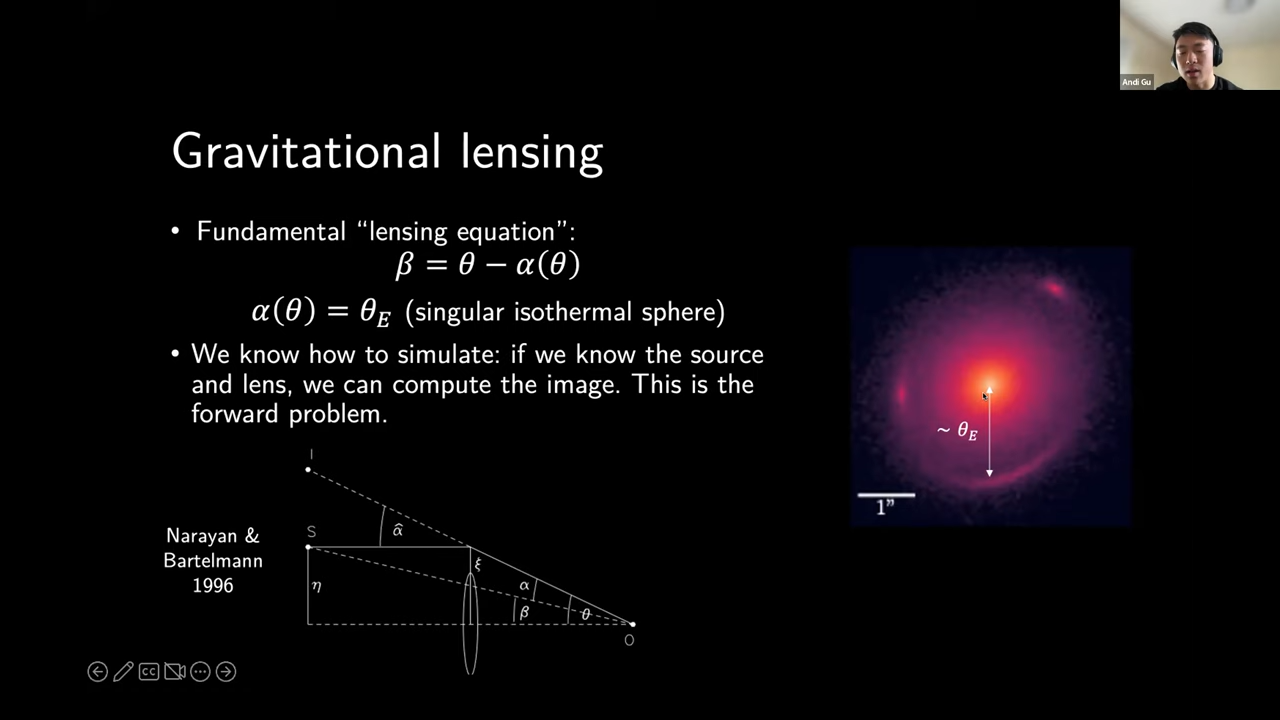 Andi Gu
Gravitational lensing
• Fundamental “lensing equation”:
β = θ − α(θ)
α(θ) = θ_E (singular isothermal sphere)
• We know how to simulate: if we know the source
and lens, we can compute the image. This is the
forward problem.
~ θ_E
1”
I
S
α̂
Narayan &
Bartelmann
1996
η
ξ
α
β
θ
O
CC